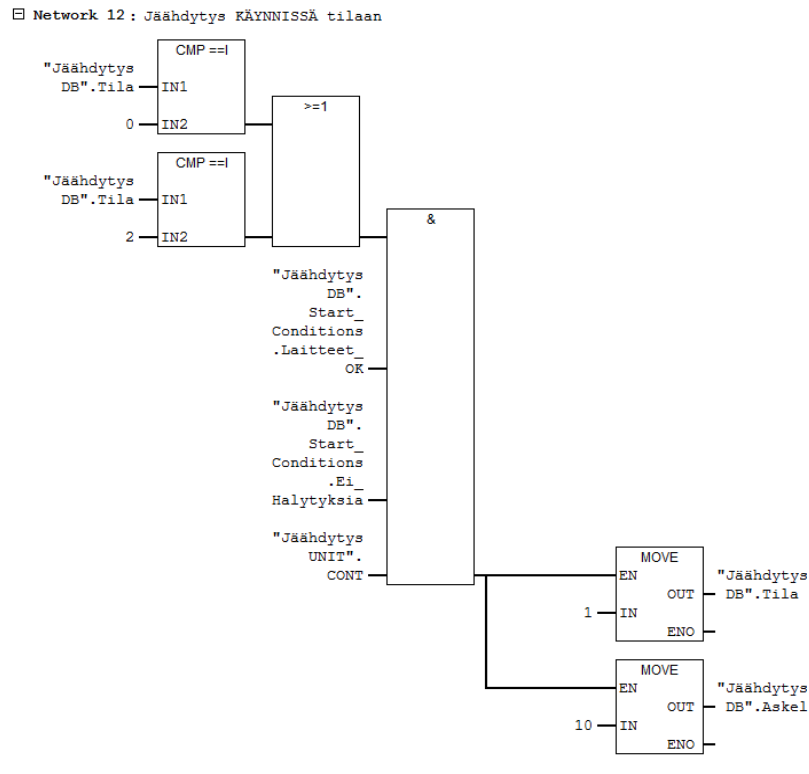 Network 12: Jäähdytys KÄYNNISSÄ tilaan
CMP ==I
"Jäähdytys
DB".Tila
IN1
0
IN2
>=1
CMP ==I
"Jäähdytys
DB".Tila
IN1
2
IN2
&
"Jäähdytys
DB".
Start_
Conditions
.Laitteet_
OK
"Jäähdytys
DB".
Start_
Conditions
.Ei_
Halytyksia
"Jäähdytys
UNIT".
CONT
MOVE
EN
"Jäähdytys
OUT
DB".Tila
1
IN
ENO
MOVE
EN
"Jäähdytys
OUT
DB".Askel
10
IN
ENO